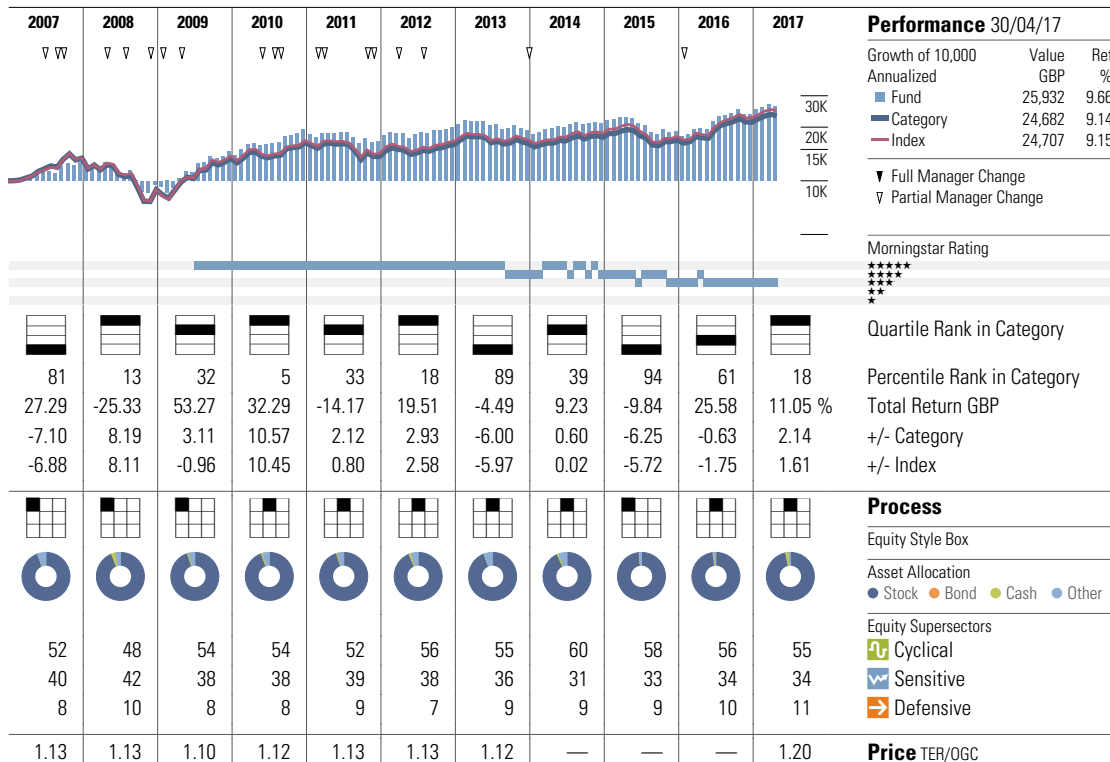 2007 2008 2009 2010 2011 2012 2013 2014 2015 2016 2017
Performance 30/04/17
Growth of 10,000 Value Ret
Annualized GBP %
Fund 25,932 9.66
Category 24,682 9.14
Index 24,707 9.15
30K
20K
15K
10K
Full Manager Change
Partial Manager Change
Morningstar Rating
★★★★★
★★★★
★★★
★★
★
Quartile Rank in Category
81 13 32 5 33 18 89 39 94 61 18 Percentile Rank in Category
27.29 -25.33 53.27 32.29 -14.17 19.51 -4.49 9.23 -9.84 25.58 11.05 % Total Return GBP
-7.10 8.19 3.11 10.57 2.12 2.93 -6.00 0.60 -6.25 -0.63 2.14 +/- Category
-6.88 8.11 -0.96 10.45 0.80 2.58 -5.97 0.02 -5.72 -1.75 1.61 +/- Index
Process
Equity Style Box
Asset Allocation
Stock Bond Cash Other
Equity Supersectors
52 48 54 54 52 56 55 60 58 56 55 Cyclical
40 42 38 38 39 38 36 31 33 34 34 Sensitive
8 10 8 8 9 7 9 9 9 10 11 Defensive
1.13 1.13 1.10 1.12 1.13 1.13 1.12 — — — 1.20 Price TER/OGC